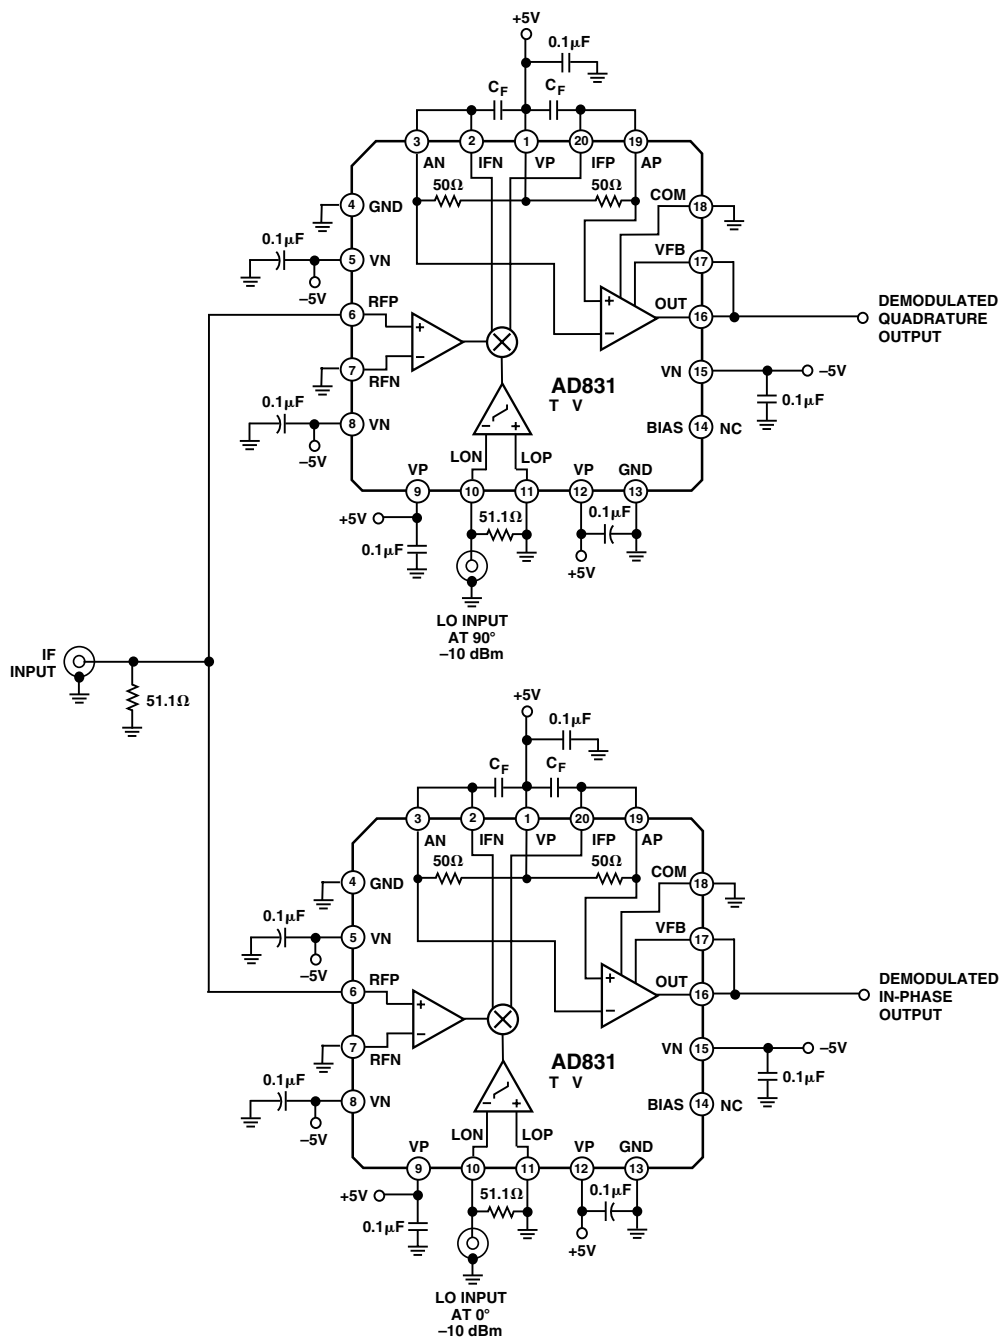 +5V
0.1µF
CF
CF
3
2
1
20
19
AN
IFN
VP
IFP
AP
50Ω
50Ω
COM
4
GND
18
0.1µF
VFB
5
VN
17
–5V
RFP
OUT
6
16
DEMODULATED
QUADRATURE
OUTPUT
+
–
+
–
7
RFN
VN
15
–5V
0.1µF
AD831
T V
0.1µF
8
VN
BIAS
14
NC
–5V
– +
LON
LOP
VP
VP
GND
9
10
11
12
13
+5V
51.1Ω
0.1µF
0.1µF
+5V
LO INPUT
AT 90°
–10 dBm
IF
INPUT
51.1Ω
+5V
0.1µF
CF
CF
3
2
1
20
19
AN
IFN
VP
IFP
AP
50Ω
50Ω
COM
4
GND
18
0.1µF
VFB
5
VN
17
–5V
RFP
OUT
6
16
DEMODULATED
IN-PHASE
OUTPUT
+
–
+
–
7
RFN
VN
15
–5V
0.1µF
AD831
T V
0.1µF
8
VN
BIAS
14
NC
–5V
– +
LON
LOP
VP
VP
GND
9
10
11
12
13
+5V
51.1Ω
0.1µF
0.1µF
+5V
LO INPUT
AT 0°
–10 dBm